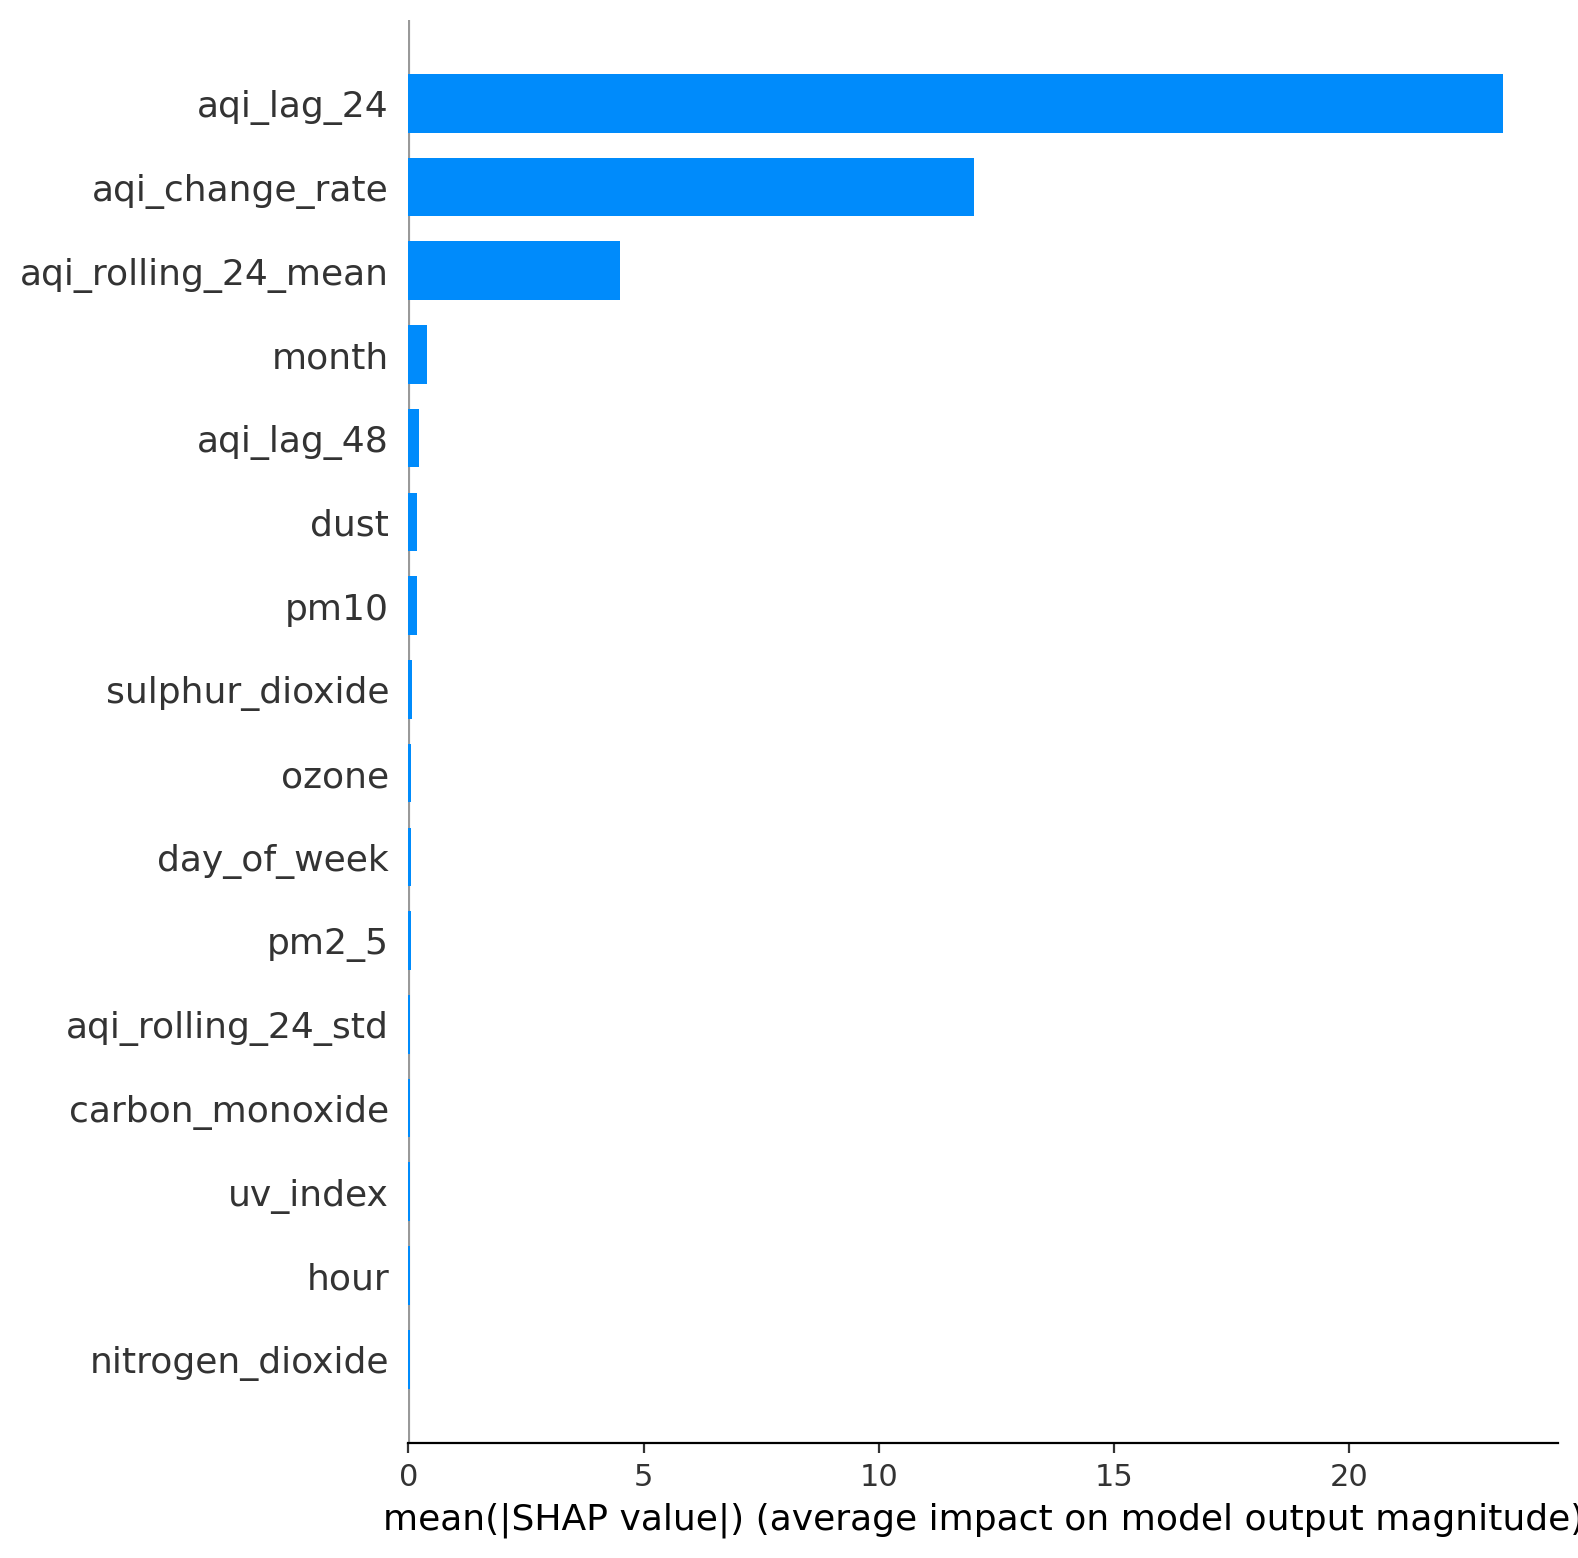 aqi_lag_24
aqi_change_rate
aqi_rolling_24_mean
month
aqi_lag_48
dust
pm10
sulphur_dioxide
ozone
day_of_week
pm2_5
aqi_rolling_24_std
carbon_monoxide
uv_index
hour
nitrogen_dioxide
0 5 10 15 20
mean(|SHAP value|) (average impact on model output magnitude)